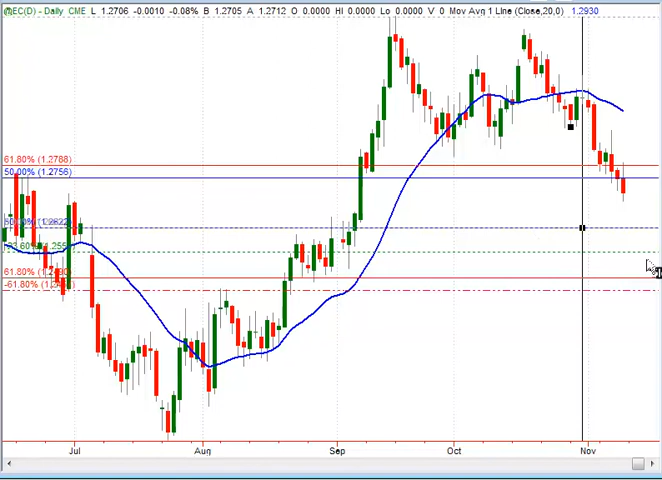 @EC(D) - Daily CME L 1.2706 -0.0010 -0.08% B 1.2705 A 1.2712 O 0.0000 Hi 0.0000 Lo 0.0000 V 0 Mov Avg 1 Line (Close,20,0) 1.2930
61.80% (1.2788)
50.00% (1.2756)
61.80%
-61.80%
Jul Aug Sep Oct Nov